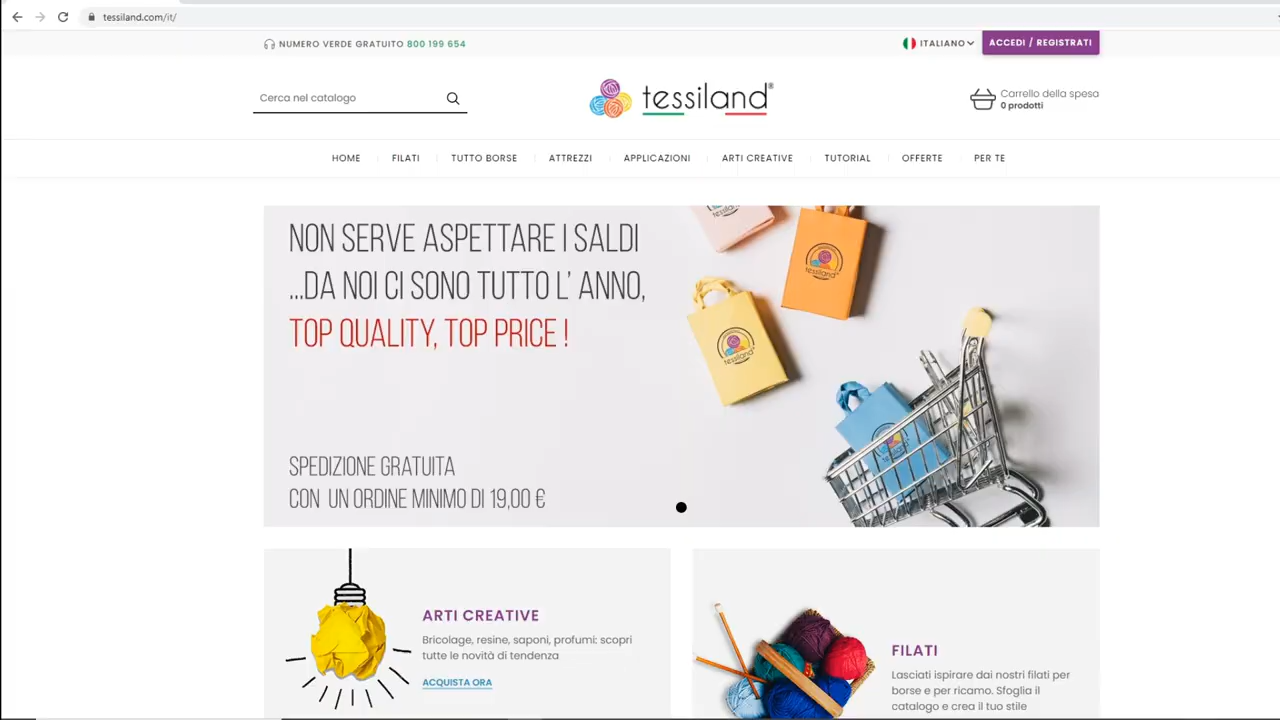 tessiland.com/it/
NUMERO VERDE GRATUITO 800 199 654
ITALIANO
ACCEDI / REGISTRATI
Cerca nel catalogo
tessiland®
Carrello della spesa
0 prodotti
HOME FILATI TUTTO BORSE ATTREZZI APPLICAZIONI ARTI CREATIVE TUTORIAL OFFERTE PER TE
NON SERVE ASPETTARE I SALDI
...DA NOI CI SONO TUTTO L' ANNO,
TOP QUALITY, TOP PRICE !
SPEDIZIONE GRATUITA
CON UN ORDINE MINIMO DI 19,00 €
tessiland
tessiland
tessiland
tessiland
ARTI CREATIVE
Bricolage, resine, saponi, profumi: scopri
tutte le novità di tendenza
ACQUISTA ORA
FILATI
Lasciati ispirare dai nostri filati per
borse e per ricamo. Sfoglia il
catalogo e crea il tuo stile